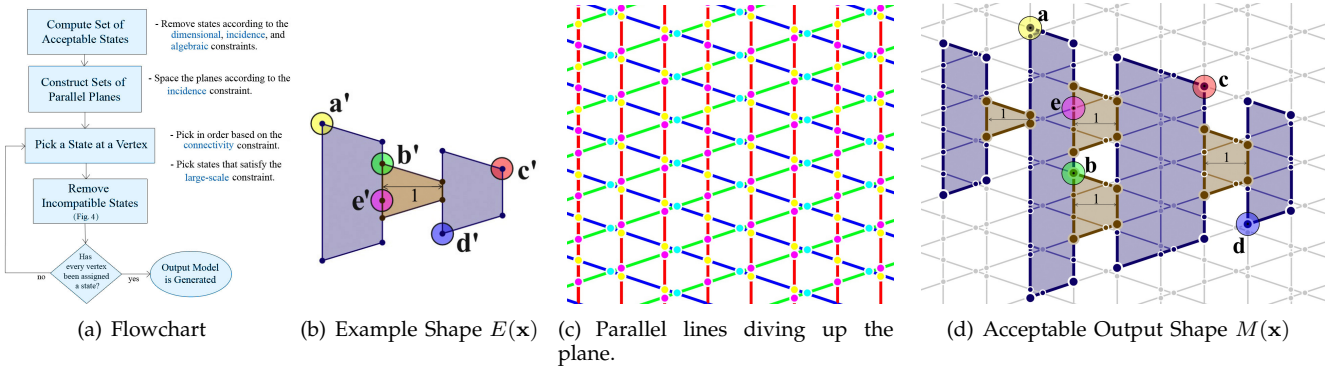 Compute Set of
Acceptable States
- Remove states according to the
dimensional, incidence, and
algebraic constraints.
Construct Sets of
Parallel Planes
- Space the planes according to the
incidence constraint.
Pick a State at a Vertex
- Pick in order based on the
connectivity constraint.
- Pick states that satisfy the
large-scale constraint.
Remove
Incompatible States
(Fig. 4)
Has
every vertex
been assigned
a state?
no
yes
Output Model
is Generated
(a) Flowchart
a'
b'
c'
e'
1
d'
(b) Example Shape E(x)
(c) Parallel lines diving up the
plane.
a
c
e
1
1
b
1
1
d
(d) Acceptable Output Shape M(x)